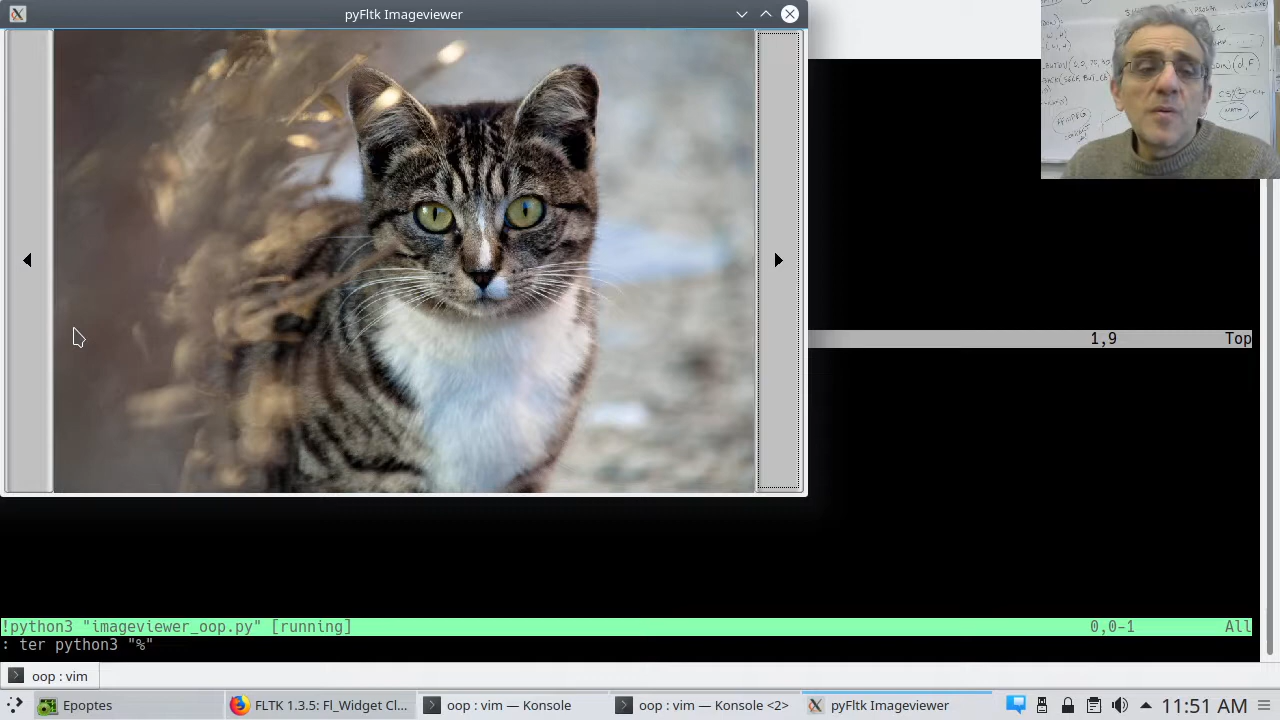 pyFltk Imageviewer
1,9 Top
!python3 "imageviewer_oop.py" [running] 0,0-1 All
: ter python3 "%"
oop : vim
Epoptes
FLTK 1.3.5: Fl_Widget Cl...
oop : vim — Konsole
oop : vim — Konsole <2>
pyFltk Imageviewer
11:51 AM